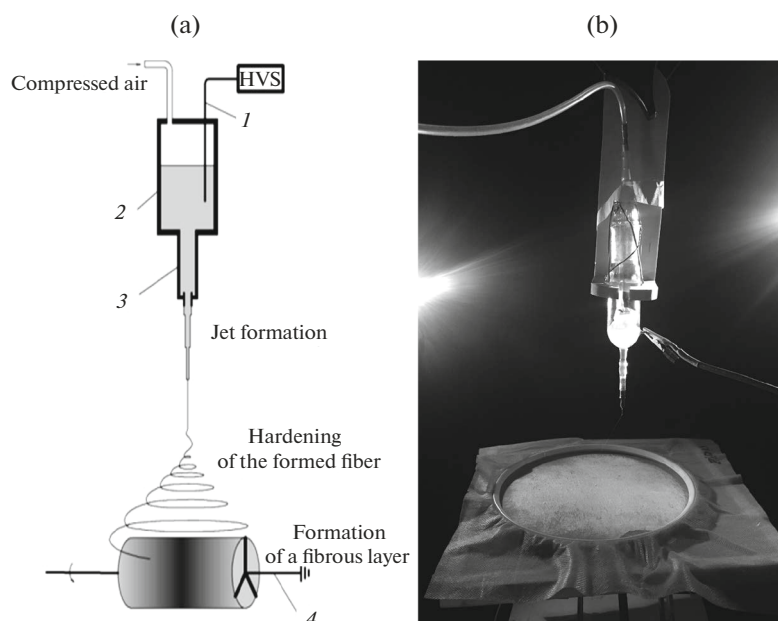 (a)
(b)
HVS
Compressed air
1
2
3
Jet formation
Hardening
of the formed fiber
Formation
of a fibrous layer
4